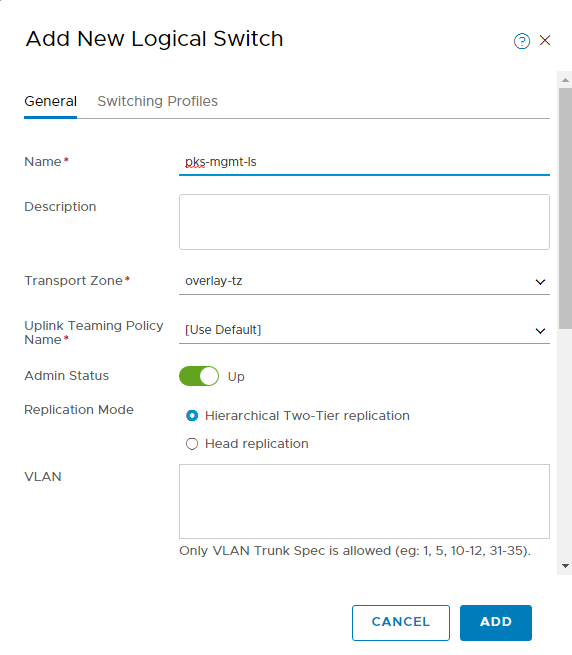 Add New Logical Switch
?
General Switching Profiles
Name* pks-mgmt-ls
Description
Transport Zone* overlay-tz
Uplink Teaming Policy
Name* [Use Default]
Admin Status Up
Replication Mode
Hierarchical Two-Tier replication
Head replication
VLAN
Only VLAN Trunk Spec is allowed (eg: 1, 5, 10-12, 31-35).
CANCEL ADD